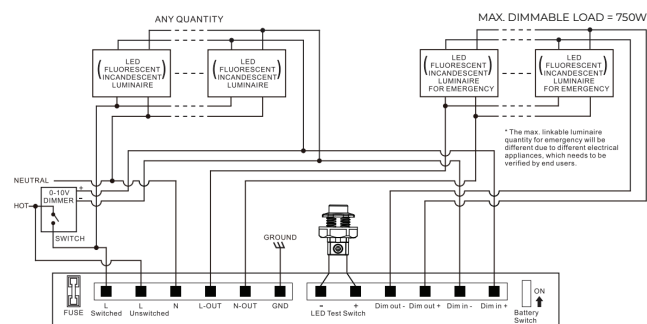 ANY QUANTITY
MAX. DIMMABLE LOAD = 750W
LED
FLUORESCENT
INCANDESCENT
LUMINAIRE
LED
FLUORESCENT
INCANDESCENT
LUMINAIRE
LED
FLUORESCENT
INCANDESCENT
LUMINAIRE
FOR EMERGENCY
LED
FLUORESCENT
INCANDESCENT
LUMINAIRE
FOR EMERGENCY
* The max. linkable luminaire
quantity for emergency will be
different due to different electrical
appliances, which needs to be
verified by end users.
NEUTRAL
0-10V
DIMMER
+
-
HOT
SWITCH
GROUND
FUSE
L
Switched
L
Unswitched
N
L-OUT
N-OUT
GND
- +
LED Test Switch
Dim out -
Dim out +
Dim in -
Dim in +
ON
Battery
Switch